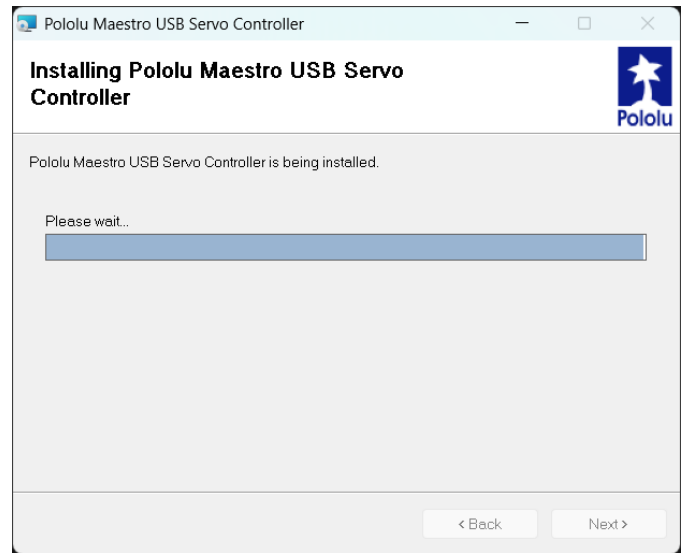 Pololu Maestro USB Servo Controller
Installing Pololu Maestro USB Servo
Controller
Pololu
Pololu Maestro USB Servo Controller is being installed.
Please wait...
< Back
Next >